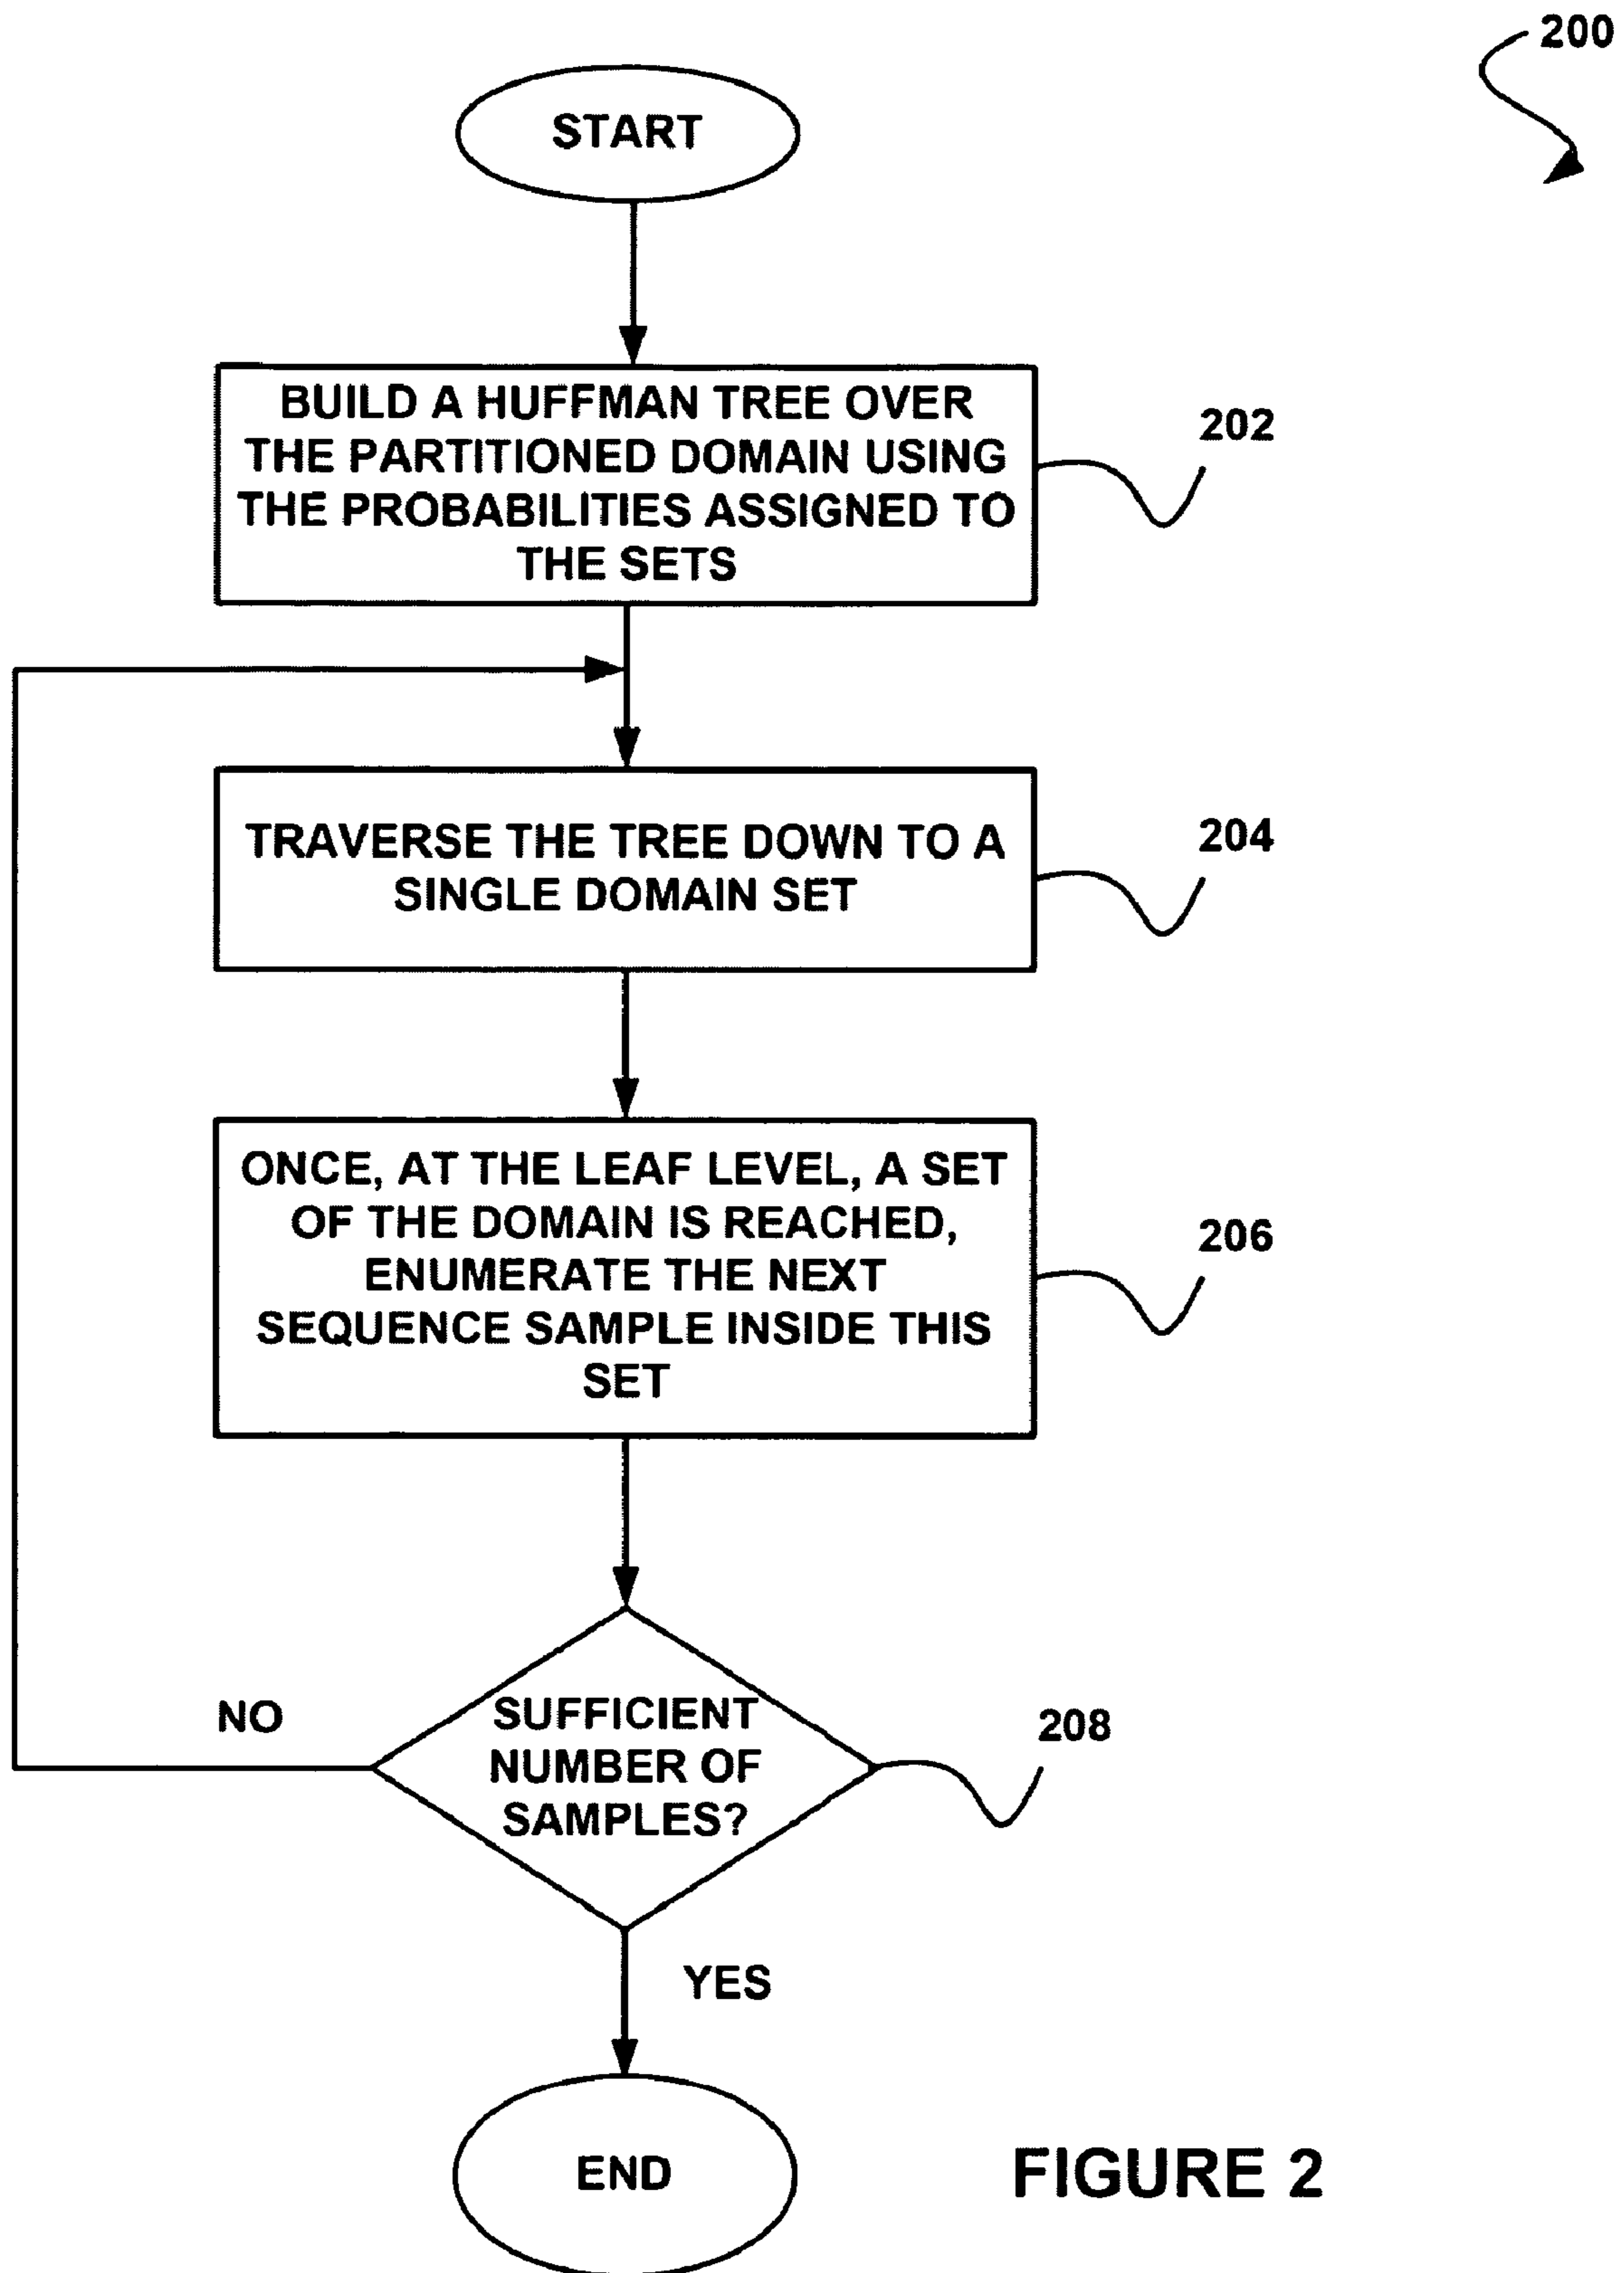 200
START
BUILD A HUFFMAN TREE OVER
THE PARTITIONED DOMAIN USING
THE PROBABILITIES ASSIGNED TO
THE SETS
202
TRAVERSE THE TREE DOWN TO A
SINGLE DOMAIN SET
204
ONCE, AT THE LEAF LEVEL, A SET
OF THE DOMAIN IS REACHED,
ENUMERATE THE NEXT
SEQUENCE SAMPLE INSIDE THIS
SET
206
NO
SUFFICIENT
NUMBER OF
SAMPLES?
208
YES
END
FIGURE 2